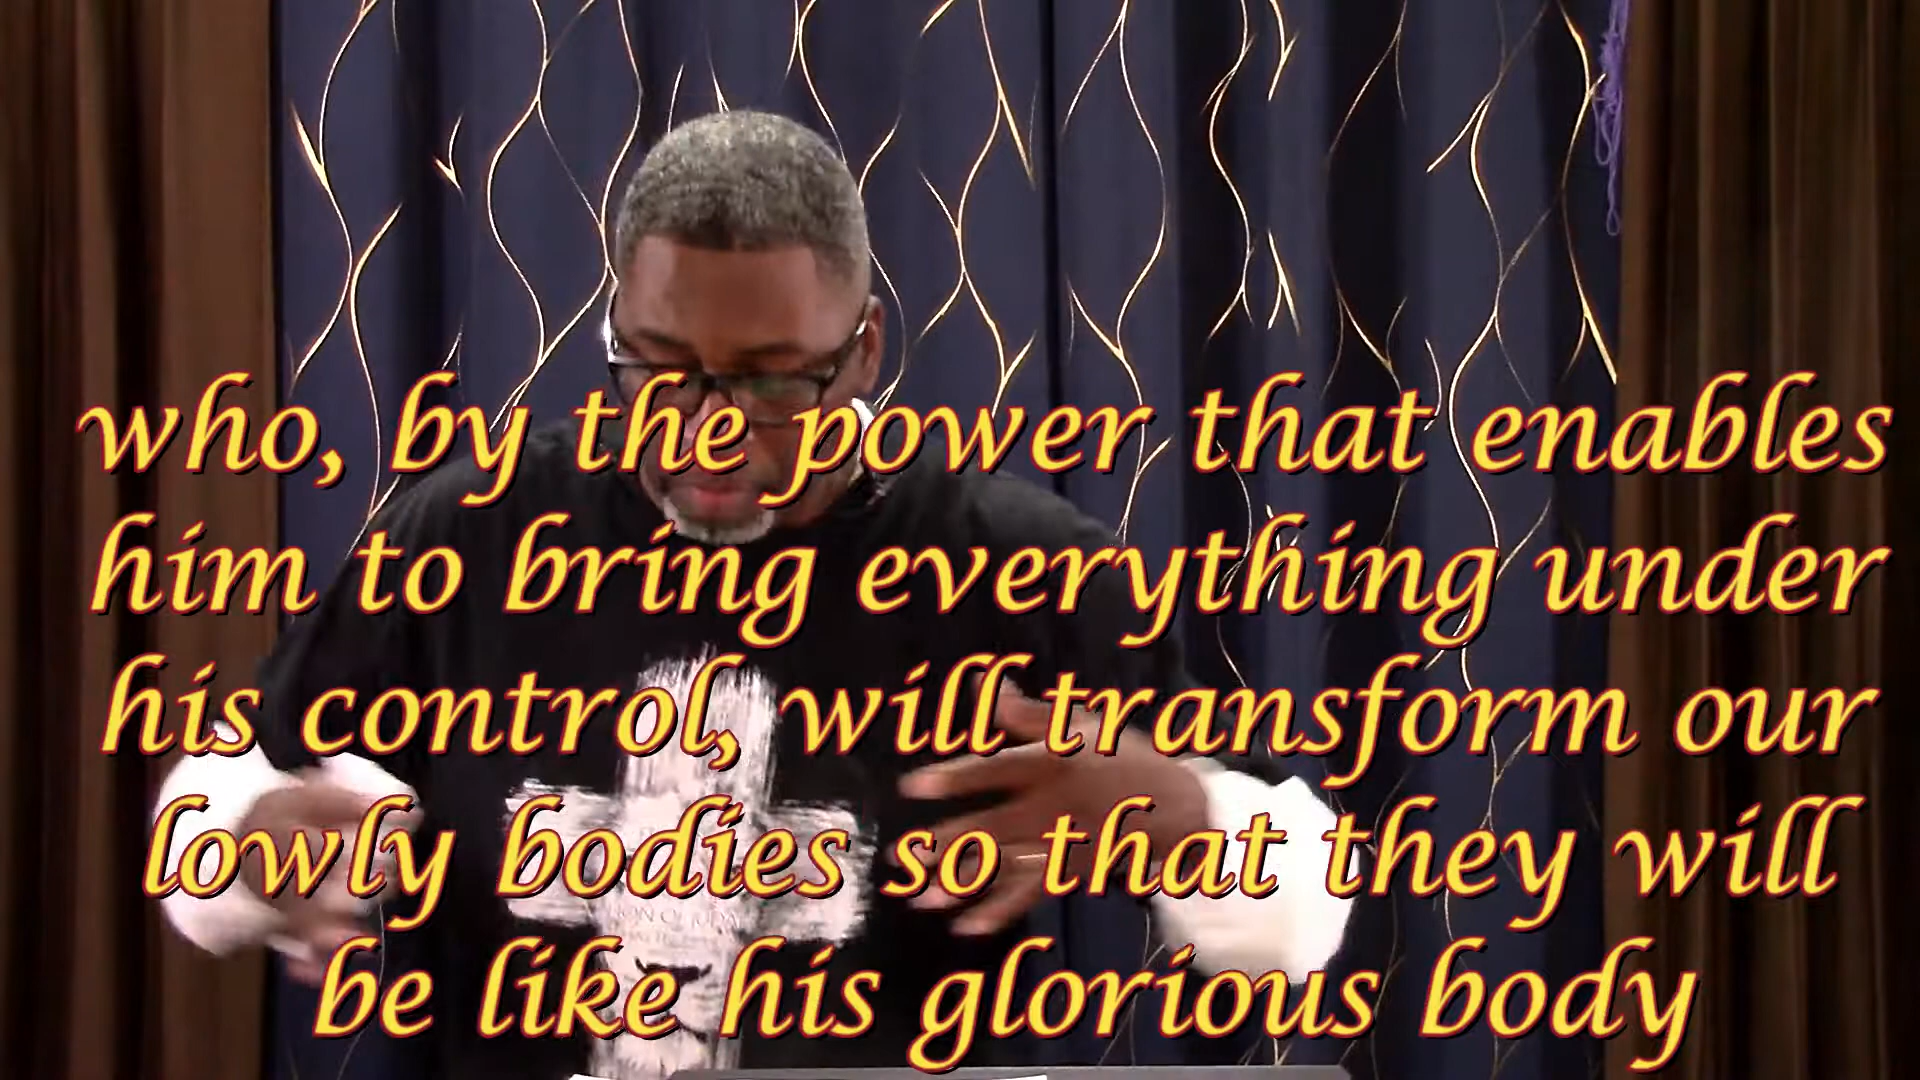 who, by the power that enables
him to bring everything under
his control, will transform our
lowly bodies so that they will
be like his glorious body